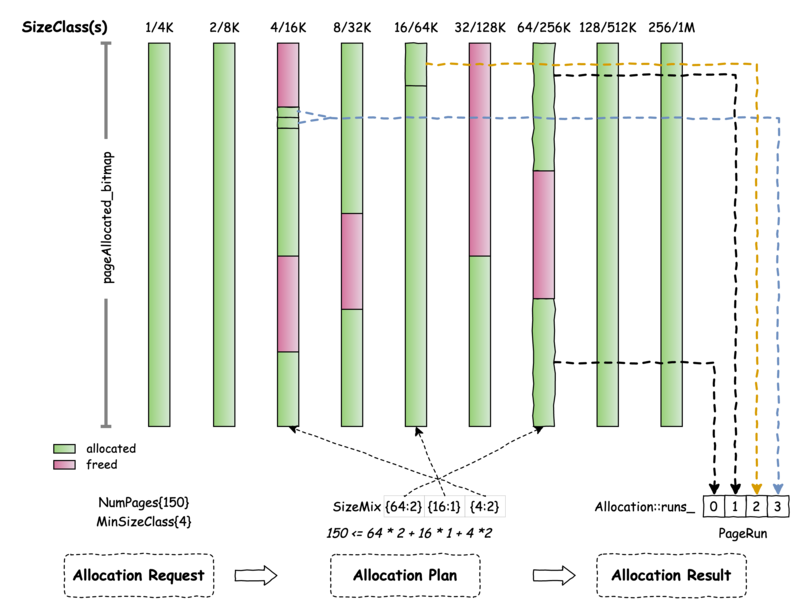 SizeClass(s) 1/4K 2/8K 4/16K 8/32K 16/64K 32/128K 64/256K 128/512K 256/1M
pageAllocated_bitmap
allocated
freed
NumPages{150}
MinSizeClass{4}
SizeMix {64:2} {16:1} {4:2}
150 <= 64 * 2 + 16 * 1 + 4 *2
Allocation::runs_ 0 1 2 3
PageRun
Allocation Request
Allocation Plan
Allocation Result